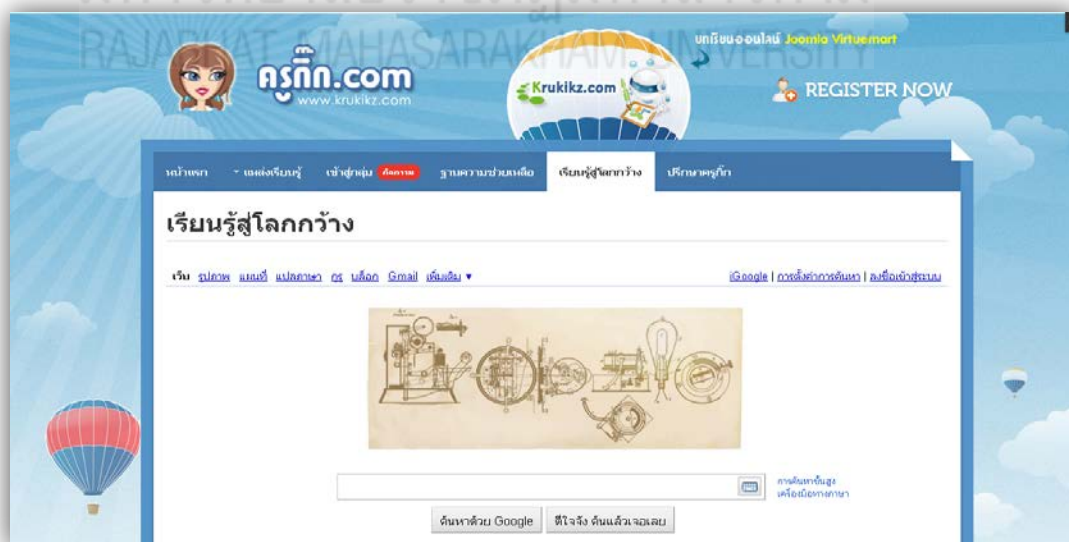 RAJABHAT MAHASARAKHAM UNIVERSITY
บทเรียนออนไลน์ Joomla Virtuemart
ครูกิ๊ก.com
www.krukikz.com
Krukikz.com
REGISTER NOW
หน้าแรก แหล่งเรียนรู้ เข้าสู่กลุ่ม ฐานความช่วยเหลือ เรียนรู้สู่โลกกว้าง ปรึกษาครูกิ๊ก
เรียนรู้สู่โลกกว้าง
เว็บ รูปภาพ แผนที่ แปลภาษา กูรู บล็อก Gmail เพิ่มเติม ▼ iGoogle | การตั้งค่าการค้นหา | ลงชื่อเข้าสู่ระบบ
การค้นหาขั้นสูง
เครื่องมือทางภาษา
ค้นหาด้วย Google ดีใจจัง ค้นแล้วเจอเลย